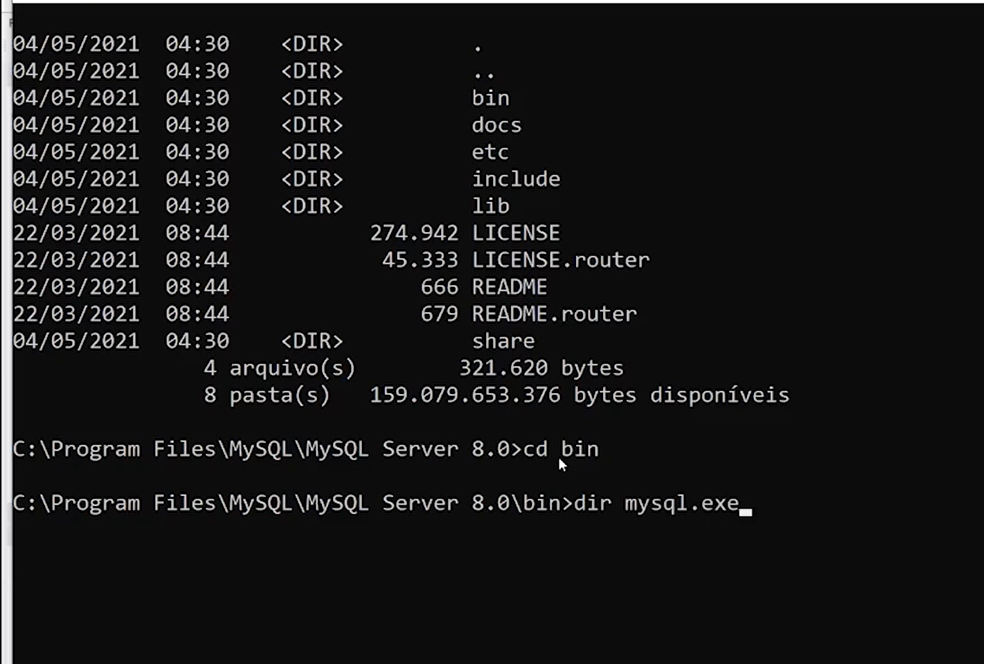 04/05/2021  04:30    <DIR>          .
04/05/2021  04:30    <DIR>          ..
04/05/2021  04:30    <DIR>          bin
04/05/2021  04:30    <DIR>          docs
04/05/2021  04:30    <DIR>          etc
04/05/2021  04:30    <DIR>          include
04/05/2021  04:30    <DIR>          lib
22/03/2021  08:44           274.942 LICENSE
22/03/2021  08:44            45.333 LICENSE.router
22/03/2021  08:44               666 README
22/03/2021  08:44               679 README.router
04/05/2021  04:30    <DIR>          share
4 arquivo(s)        321.620 bytes
8 pasta(s)   159.079.653.376 bytes disponíveis
C:\Program Files\MySQL\MySQL Server 8.0>cd bin
C:\Program Files\MySQL\MySQL Server 8.0\bin>dir mysql.exe